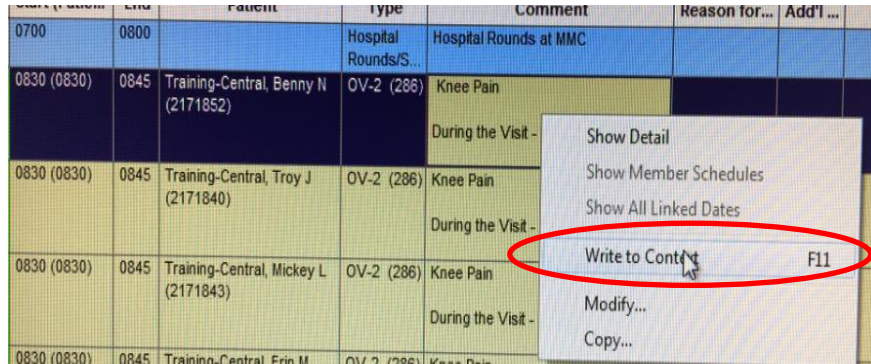 Start (Patien... End Patient Type Comment Reason for... Add'l ...
0700 0800 Hospital Rounds/S... Hospital Rounds at MMC
0830 (0830) 0845 Training-Central, Benny N (2171852) OV-2 (286) Knee Pain
During the Visit -
0830 (0830) 0845 Training-Central, Troy J (2171840) OV-2 (286) Knee Pain
During the Visit -
0830 (0830) 0845 Training-Central, Mickey L (2171843) OV-2 (286) Knee Pain
During the Visit -
0830 (0830) 0845 Training-Central, Erin M OV-2 (286) Knee Pain
Show Detail
Show Member Schedules
Show All Linked Dates
Write to Context F11
Modify...
Copy...